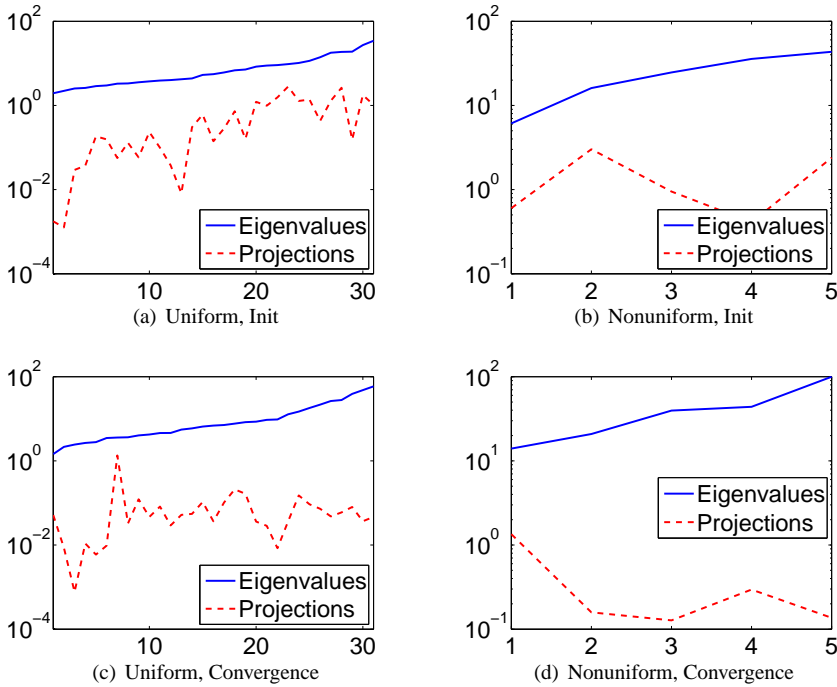 10^2
10^0
10^-2
10^-4
10 20 30
Eigenvalues
Projections
(a) Uniform, Init
10^2
10^1
10^0
10^-1
1 2 3 4 5
Eigenvalues
Projections
(b) Nonuniform, Init
10^2
10^0
10^-2
10^-4
10 20 30
Eigenvalues
Projections
(c) Uniform, Convergence
10^2
10^1
10^0
10^-1
1 2 3 4 5
Eigenvalues
Projections
(d) Nonuniform, Convergence